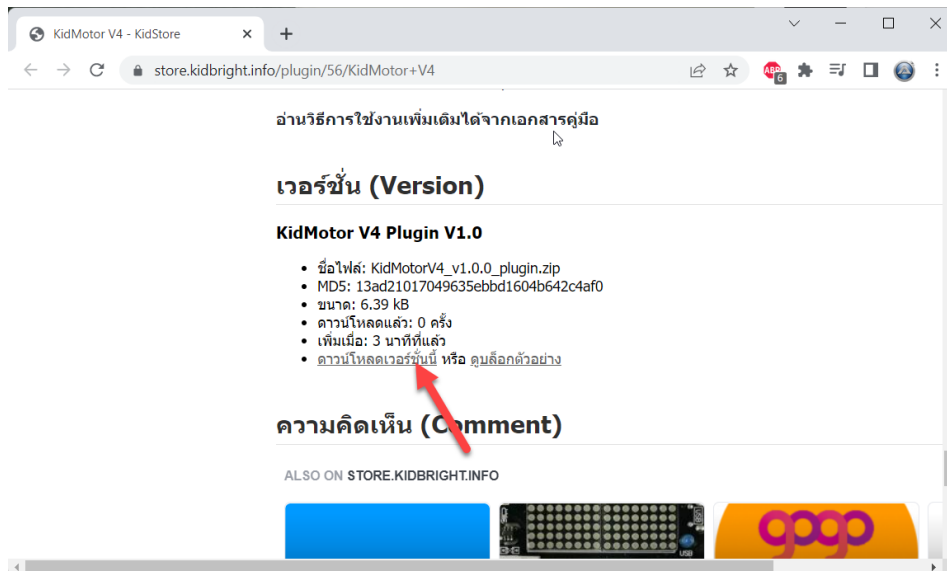 KidMotor V4 - KidStore
store.kidbright.info/plugin/56/KidMotor+V4
ABP
6
อ่านวิธีการใช้งานเพิ่มเติมได้จากเอกสารคู่มือ
เวอร์ชั่น (Version)
KidMotor V4 Plugin V1.0
ชื่อไฟล์: KidMotorV4_v1.0.0_plugin.zip
MD5: 13ad21017049635ebbd1604b642c4af0
ขนาด: 6.39 kB
ดาวน์โหลดแล้ว: 0 ครั้ง
เพิ่มเมื่อ: 3 นาทีที่แล้ว
ดาวน์โหลดเวอร์ชั่นนี้ หรือ ดูบล็อกตัวอย่าง
ความคิดเห็น (Comment)
ALSO ON STORE.KIDBRIGHT.INFO
USB
gogo